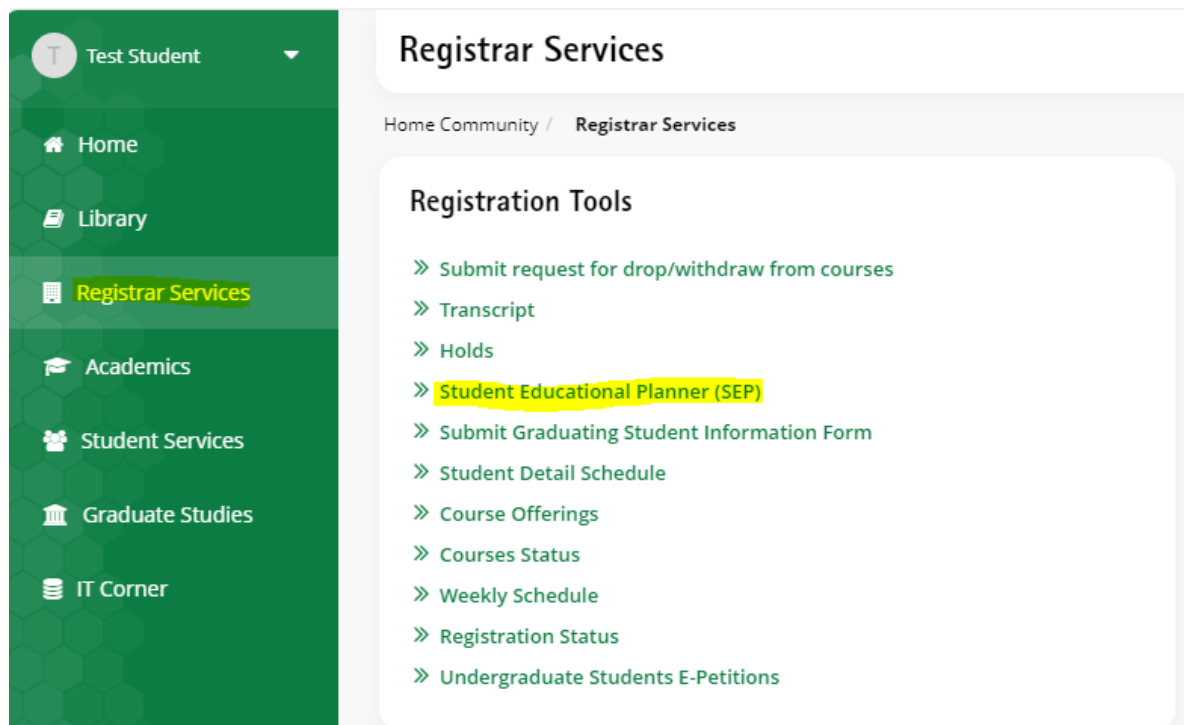 T Test Student
Home
Library
Registrar Services
Academics
Student Services
Graduate Studies
IT Corner
Registrar Services
Home Community / Registrar Services
Registration Tools
» Submit request for drop/withdraw from courses
» Transcript
» Holds
» Student Educational Planner (SEP)
» Submit Graduating Student Information Form
» Student Detail Schedule
» Course Offerings
» Courses Status
» Weekly Schedule
» Registration Status
» Undergraduate Students E-Petitions